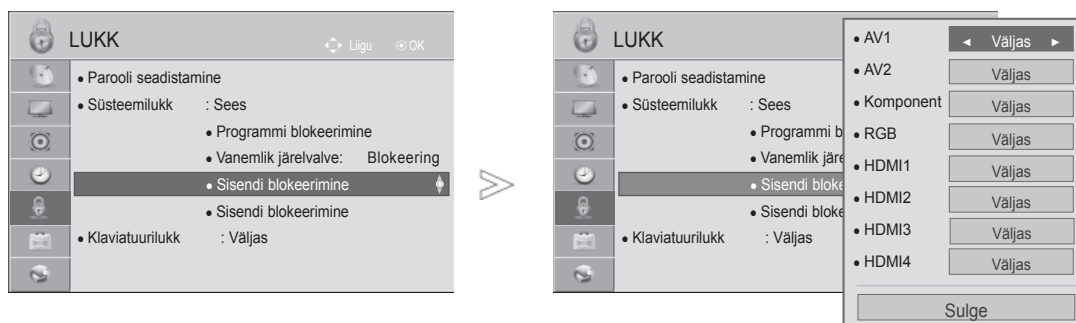 LUKK
Liigu
OK
• Parooli seadistamine
• Süsteemilukk : Sees
• Programmi blokeerimine
• Vanemlik järelvalve: Blokeering
• Sisendi blokeerimine
• Sisendi blokeerimine
• Klaviatuurilukk : Väljas
LUKK
• Parooli seadistamine
• Süsteemilukk : Sees
• Programmi b
• Vanemlik järe
• Sisendi bloke
• Sisendi bloke
• Klaviatuurilukk : Väljas
• AV1 ◄ Väljas ►
• AV2 Väljas
• Komponent Väljas
• RGB Väljas
• HDMI1 Väljas
• HDMI2 Väljas
• HDMI3 Väljas
• HDMI4 Väljas
Sulge